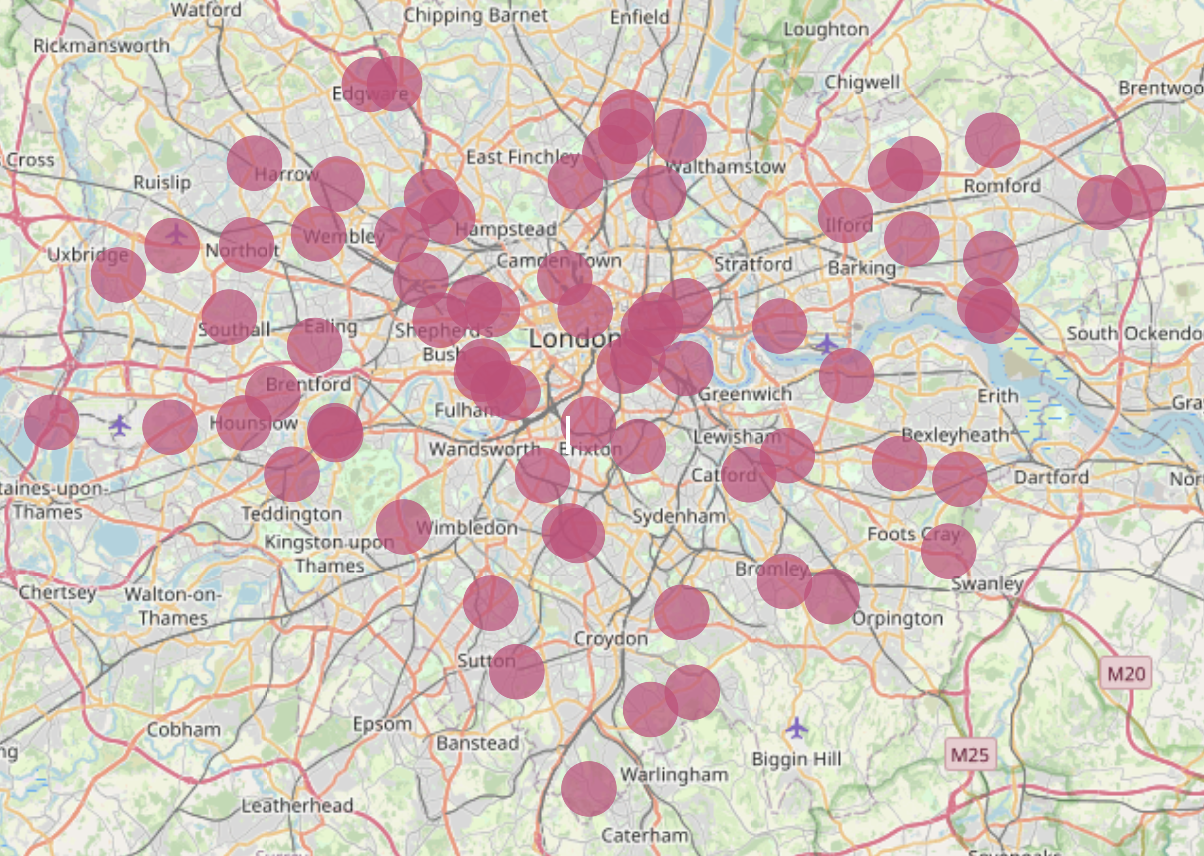 Watford
Chipping Barnet
Enfield
Loughton
Rickmansworth
Chigwell
Edgware
Cross
East Finchley
Walthamstow
Ruislip
Harrow
Romford
Ilford
Hampstead
Uxbridge
Northolt
Wembley
Camden Town
Stratford
Barking
Southall
Ealing
Shepherd's
Bush
London
South Ockendo
Brentford
Greenwich
Erith
Gra
Fulham
Hounslow
Wandsworth
Brixton
Lewisham
Bexleyheath
Catford
Dartford
taines-upon-
Thames
Teddington
Kingston upon
Thames
Wimbledon
Sydenham
Foots Cray
Bromley
Swanley
Chertsey
Walton-on-
Thames
Orpington
Croydon
Sutton
M20
Cobham
Epsom
Banstead
Biggin Hill
M25
Warlingham
Leatherhead
Caterham